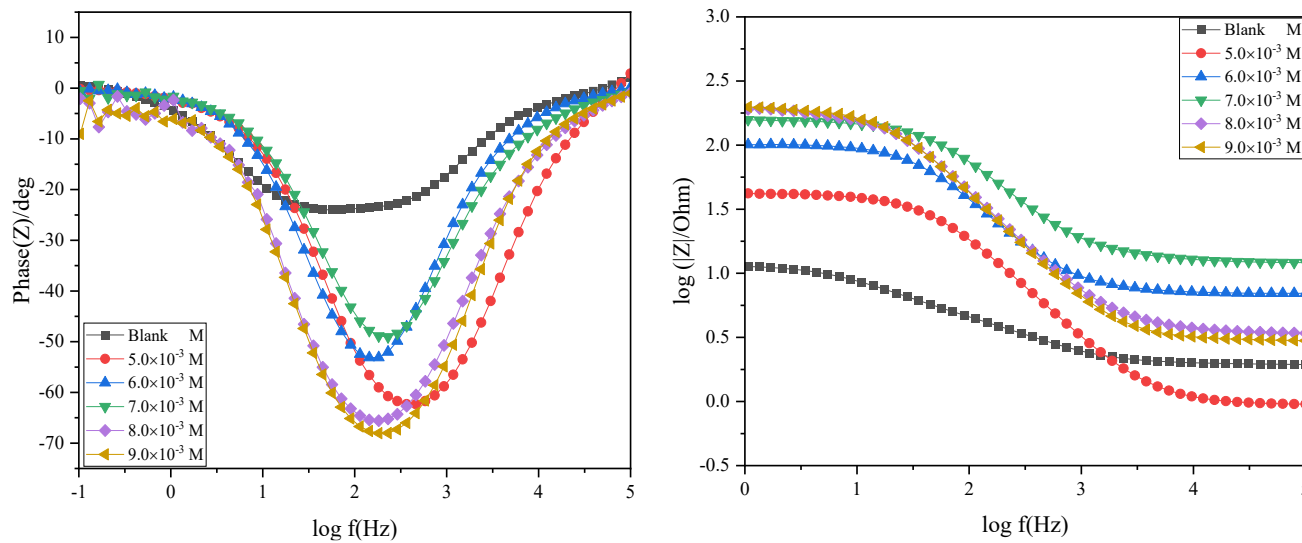 10
0
-10
-20
-30
-40
-50
-60
-70
Phase(Z)/deg
Blank M
5.0×10⁻³ M
6.0×10⁻³ M
7.0×10⁻³ M
8.0×10⁻³ M
9.0×10⁻³ M
-1 0 1 2 3 4 5
log f(Hz)
3.0
2.5
2.0
1.5
1.0
0.5
0.0
-0.5
log (|Z|/Ohm)
Blank M
5.0×10⁻³ M
6.0×10⁻³ M
7.0×10⁻³ M
8.0×10⁻³ M
9.0×10⁻³ M
0 1 2 3 4
log f(Hz)